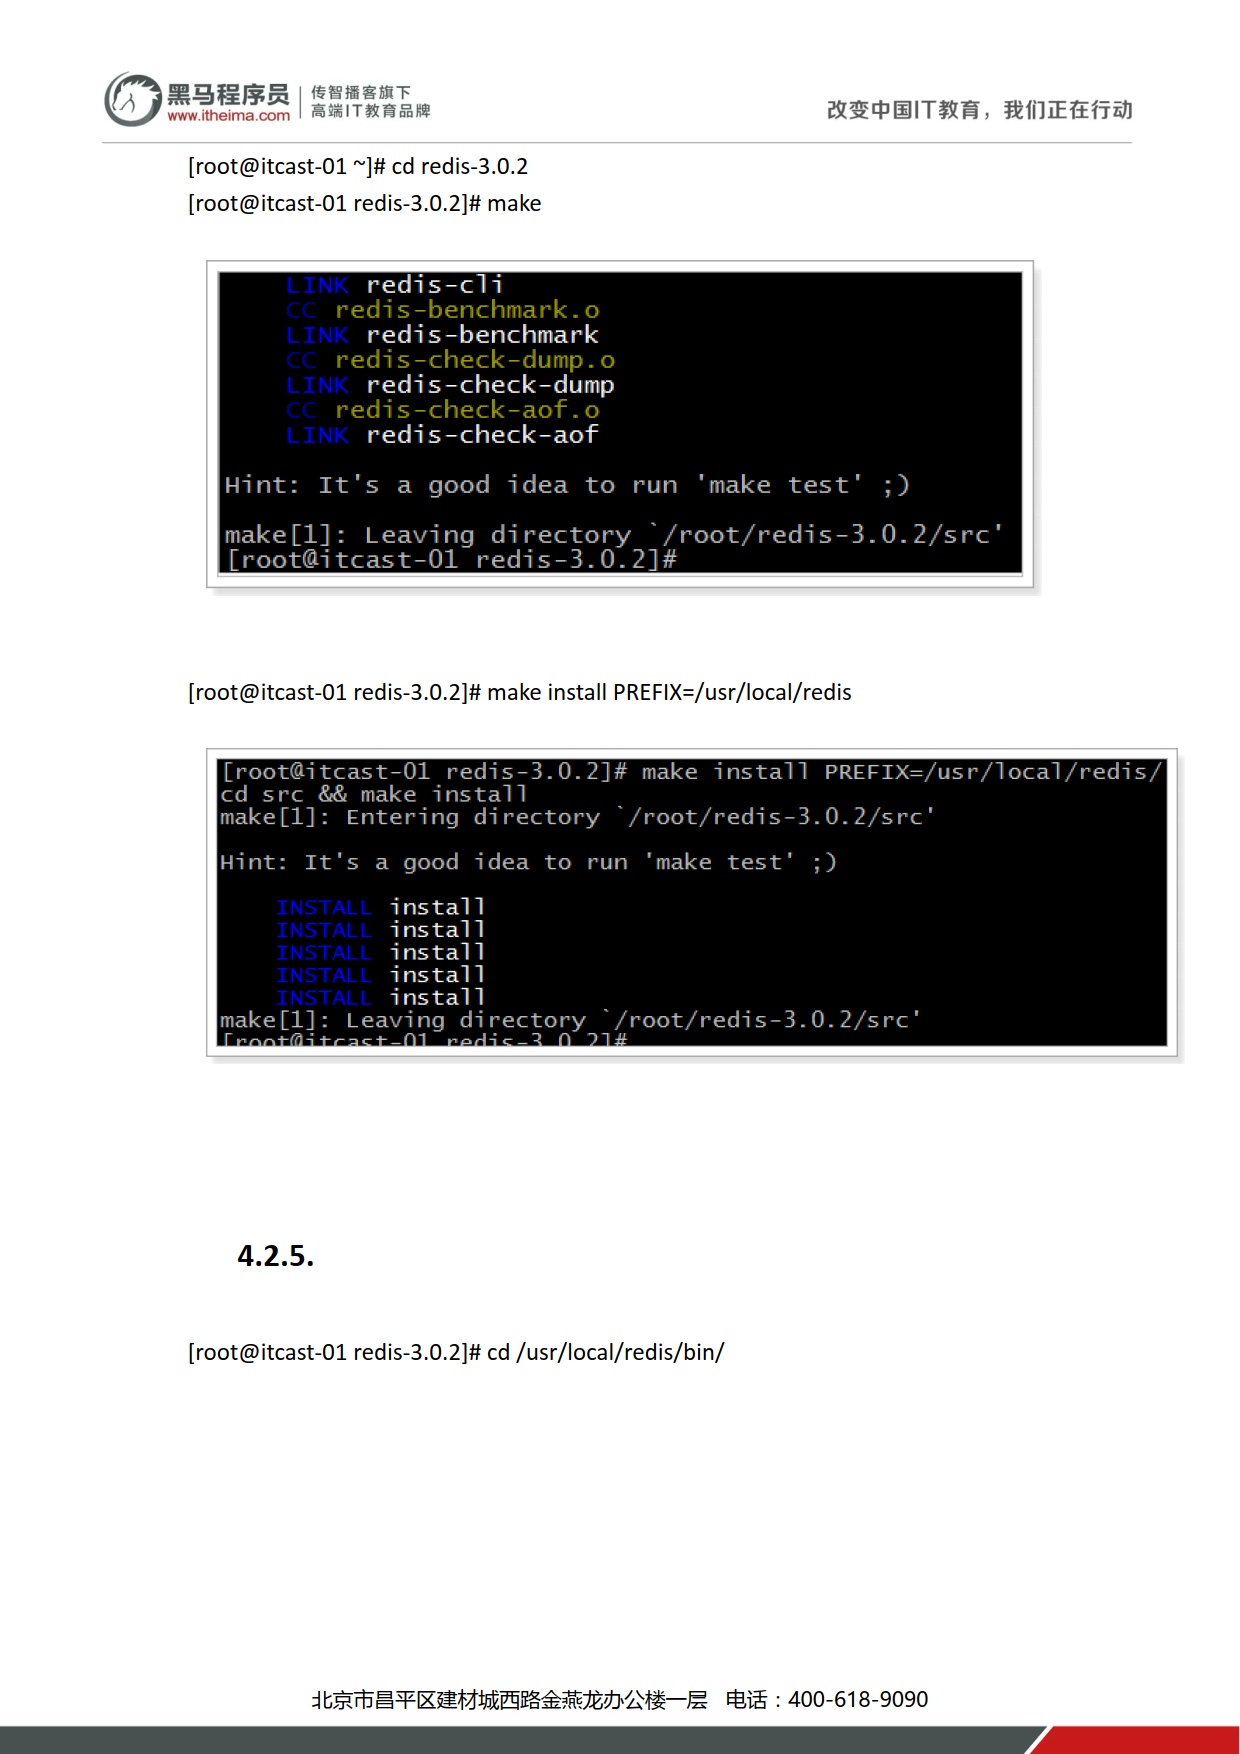 黑马程序员
www.itheima.com
传智播客旗下
高端IT教育品牌
改变中国IT教育，我们正在行动
[root@itcast-01 ~]# cd redis-3.0.2
[root@itcast-01 redis-3.0.2]# make
LINK redis-cli
CC redis-benchmark.o
LINK redis-benchmark
CC redis-check-dump.o
LINK redis-check-dump
CC redis-check-aof.o
LINK redis-check-aof
Hint: It's a good idea to run 'make test' ;)
make[1]: Leaving directory `/root/redis-3.0.2/src'
[root@itcast-01 redis-3.0.2]#
[root@itcast-01 redis-3.0.2]# make install PREFIX=/usr/local/redis
[root@itcast-01 redis-3.0.2]# make install PREFIX=/usr/local/redis/
cd src && make install
make[1]: Entering directory `/root/redis-3.0.2/src'
Hint: It's a good idea to run 'make test' ;)
INSTALL install
INSTALL install
INSTALL install
INSTALL install
INSTALL install
make[1]: Leaving directory `/root/redis-3.0.2/src'
[root@itcast-01 redis-3.0.2]#
4.2.5.
[root@itcast-01 redis-3.0.2]# cd /usr/local/redis/bin/
北京市昌平区建材城西路金燕龙办公楼一层 电话：400-618-9090